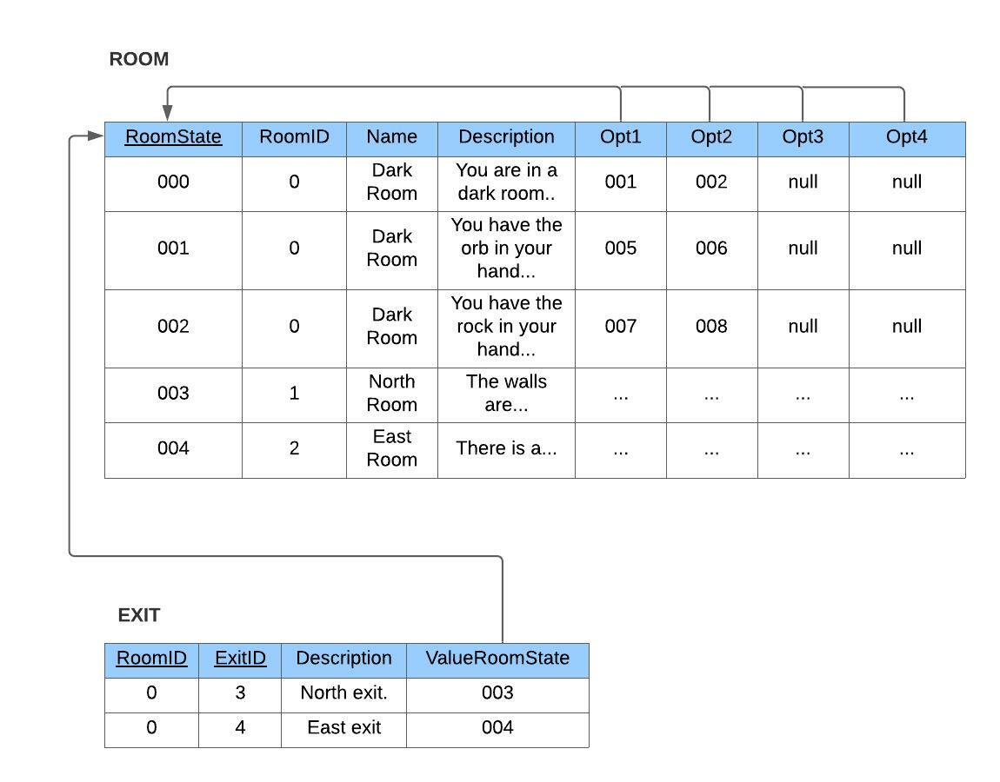 ROOM
RoomState RoomID Name Description Opt1 Opt2 Opt3 Opt4
000 0 Dark Room You are in a dark room.. 001 002 null null
001 0 Dark Room You have the orb in your hand... 005 006 null null
002 0 Dark Room You have the rock in your hand... 007 008 null null
003 1 North Room The walls are... ... ... ... ...
004 2 East Room There is a... ... ... ... ...
EXIT
RoomID ExitID Description ValueRoomState
0 3 North exit. 003
0 4 East exit 004